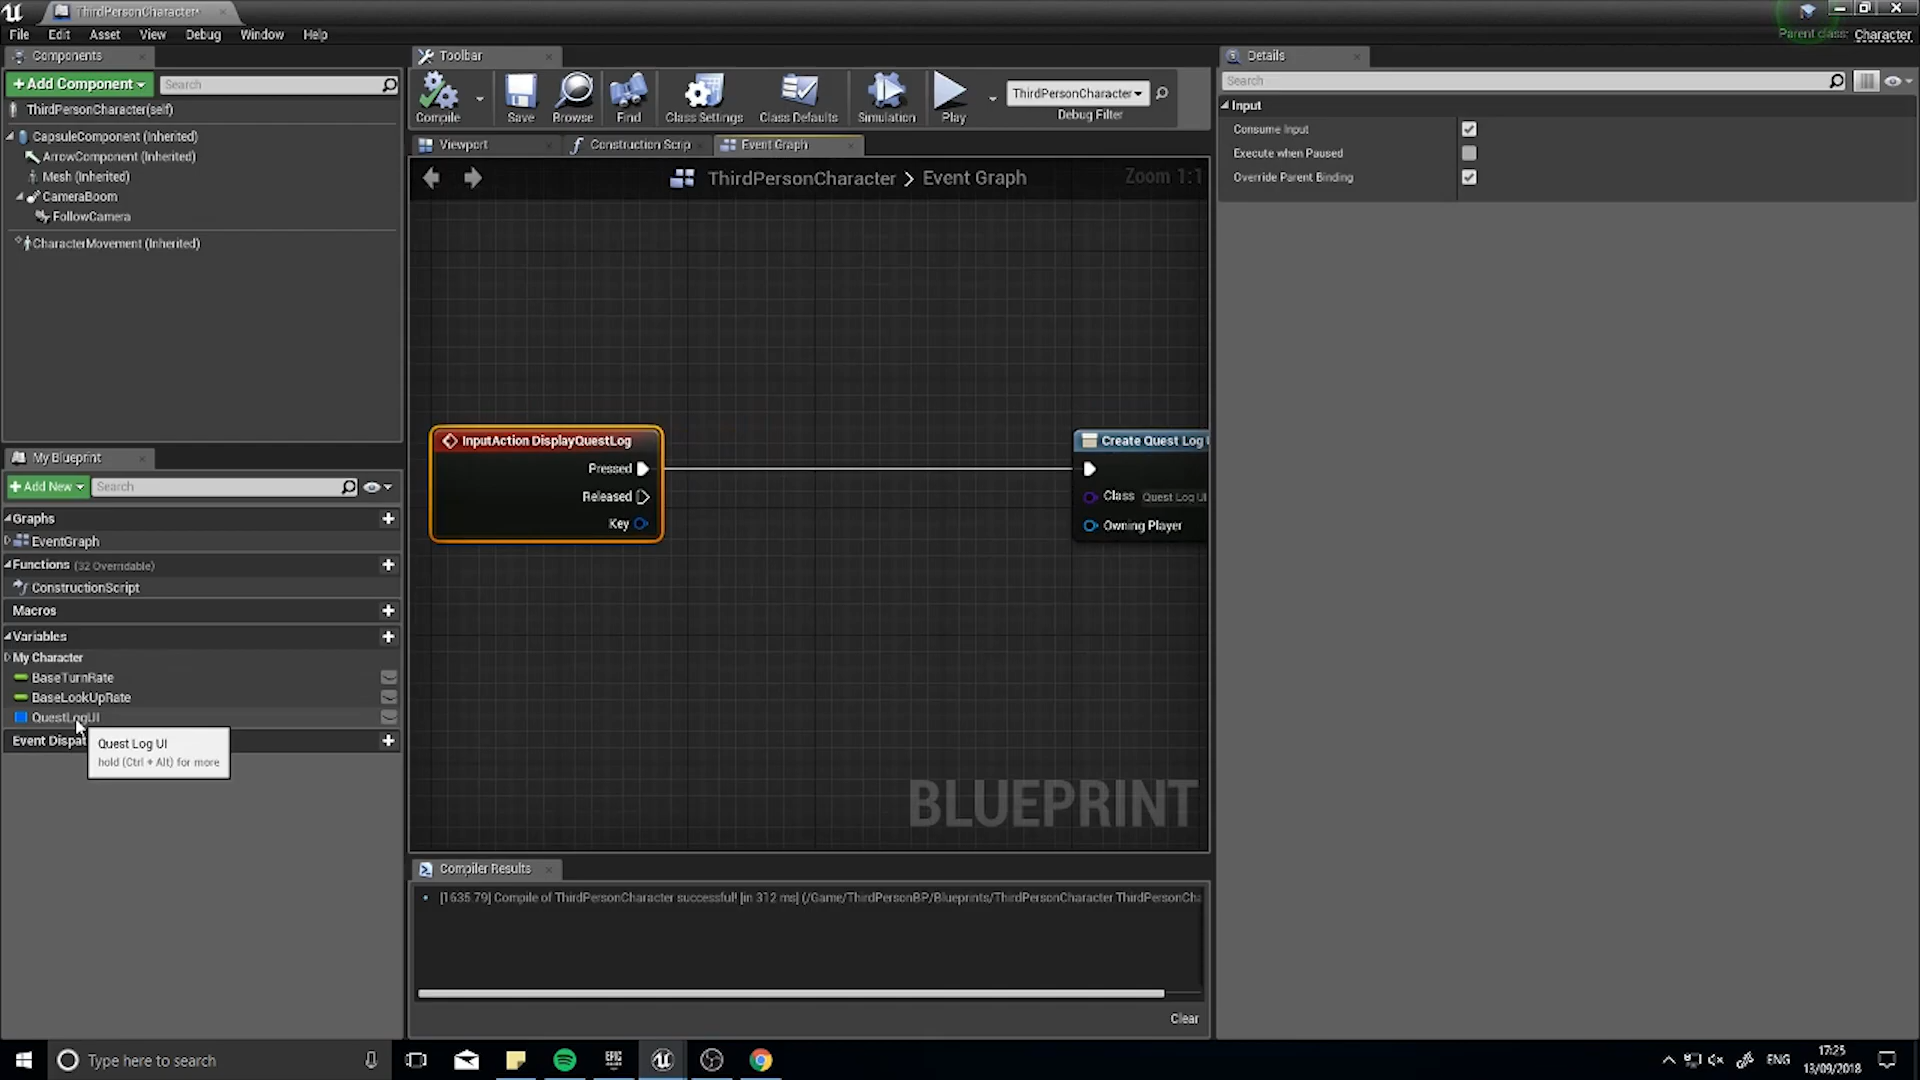 ThirdPersonCharacter*
File Edit Asset View Debug Window Help
Parent class: Character
Components
+ Add Component
Search
ThirdPersonCharacter(self)
CapsuleComponent (Inherited)
ArrowComponent (Inherited)
Mesh (Inherited)
CameraBoom
FollowCamera
CharacterMovement (Inherited)
My Blueprint
+ Add New
Search
Graphs
EventGraph
Functions (32 Overridable)
ConstructionScript
Macros
Variables
My Character
BaseTurnRate
BaseLookUpRate
QuestLogUI
Event Dispat
Quest Log UI
hold (Ctrl + Alt) for more
Toolbar
Compile Save Browse Find Class Settings Class Defaults Simulation Play
ThirdPersonCharacter
Debug Filter
Viewport
Construction Scrip
Event Graph
ThirdPersonCharacter > Event Graph
Zoom 1:1
InputAction DisplayQuestLog
Pressed
Released
Key
Create Quest Log U
Class Quest Log UI
Owning Player
BLUEPRINT
Compiler Results
[1635.79] Compile of ThirdPersonCharacter successful! [in 312 ms] (/Game/ThirdPersonBP/Blueprints/ThirdPersonCharacter.ThirdPersonCha
Clear
Details
Search
Input
Consume Input
Execute when Paused
Override Parent Binding
Type here to search
EPIC
ENG
17:25
13/09/2018